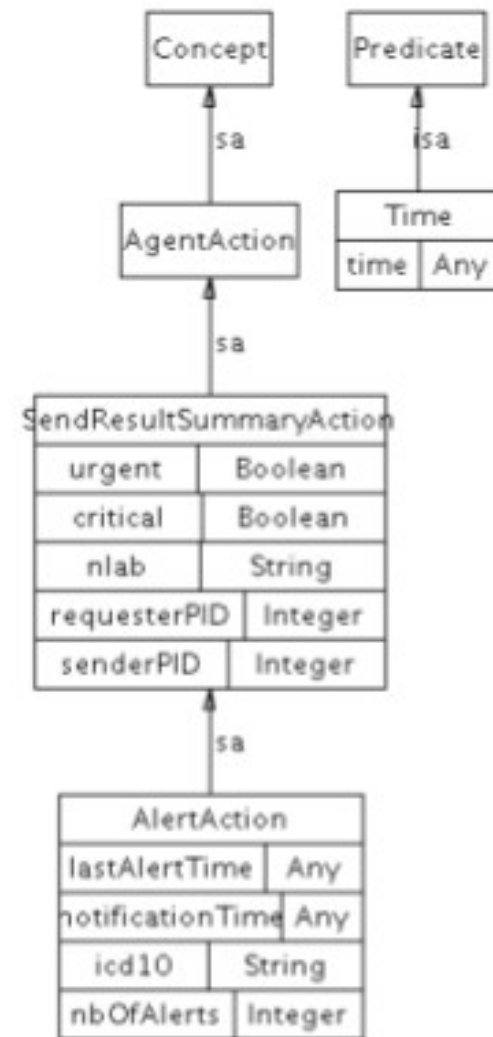 Concept
Predicate
sa
isa
AgentAction
Time
time Any
sa
SendResultSummaryAction
urgent Boolean
critical Boolean
nlab String
requesterPID Integer
senderPID Integer
sa
AlertAction
lastAlertTime Any
notificationTime Any
icd10 String
nbOfAlerts Integer